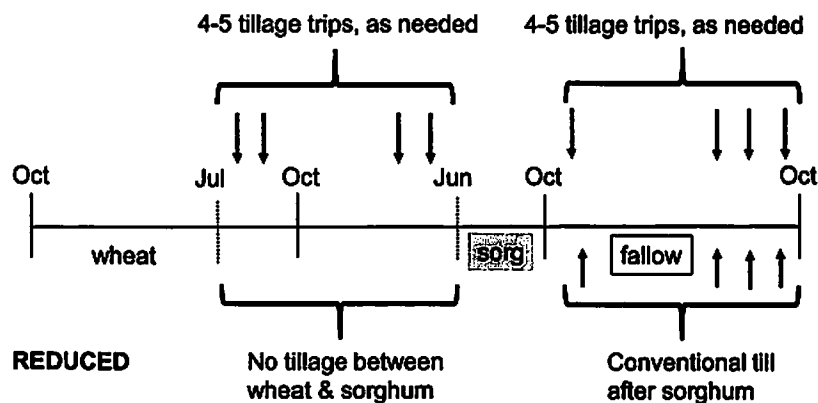 4-5 tillage trips, as needed
4-5 tillage trips, as needed
Oct
Jul
Oct
Jun
Oct
Oct
wheat
sorg
fallow
REDUCED
No tillage between
wheat & sorghum
Conventional till
after sorghum